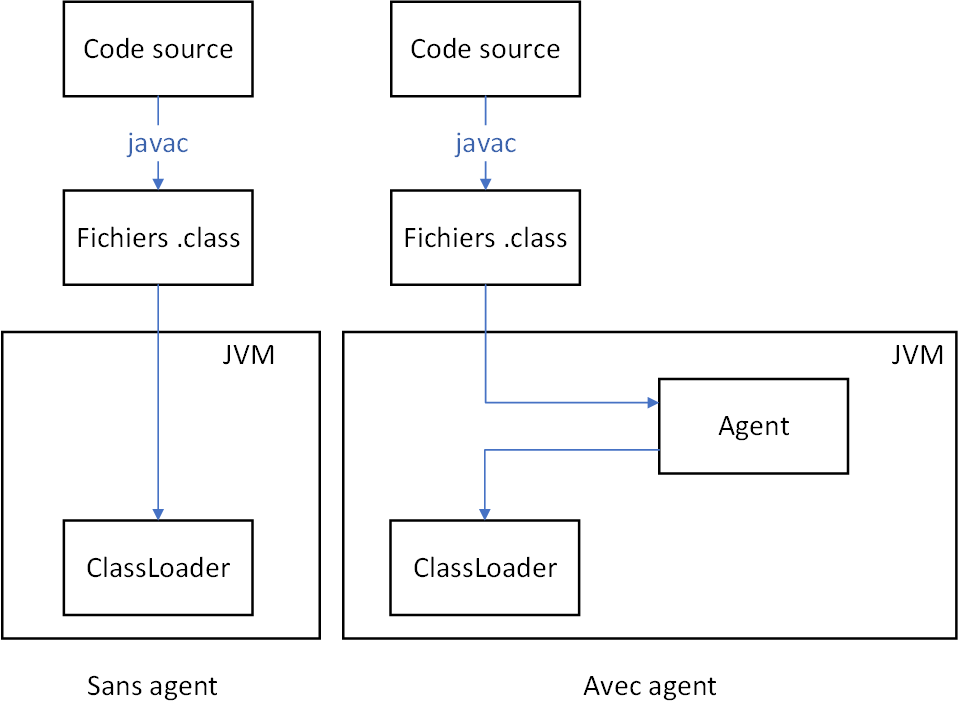 Code source
javac
Fichiers .class
JVM
ClassLoader
Sans agent
Code source
javac
Fichiers .class
JVM
Agent
ClassLoader
Avec agent